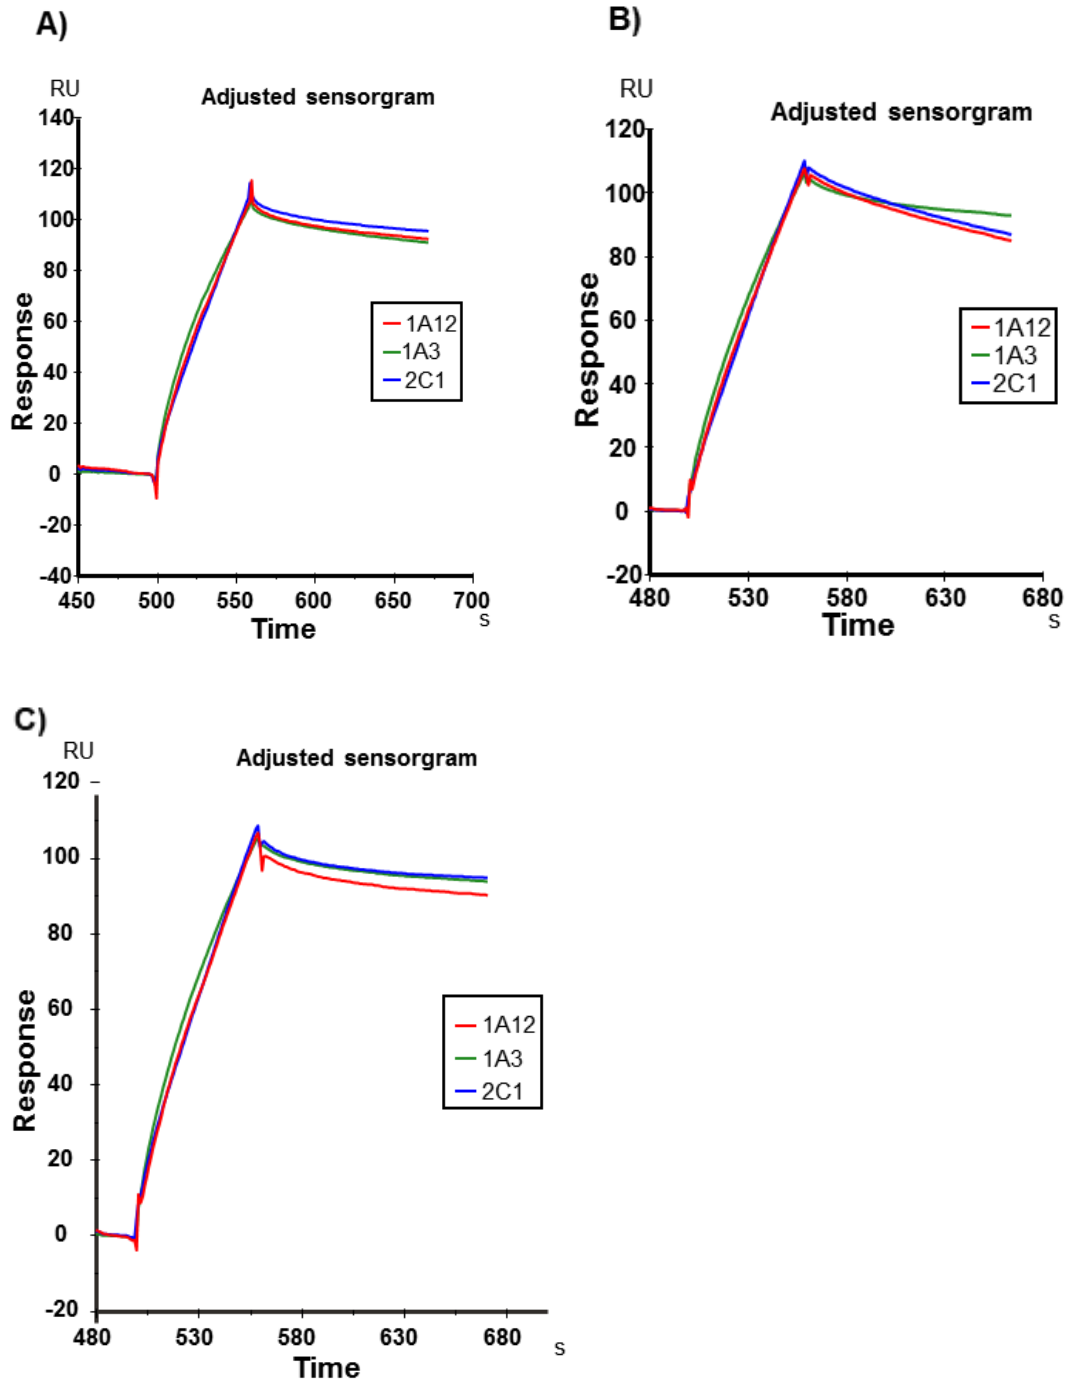 A)
RU
Adjusted sensorgram
140
120
100
80
60
40
20
0
-20
-40
Response
1A12
1A3
2C1
450 500 550 600 650 700
s
Time
B)
RU
Adjusted sensorgram
120
100
80
60
40
20
0
-20
Response
1A12
1A3
2C1
480 530 580 630 680
s
Time
C)
RU
Adjusted sensorgram
120
100
80
60
40
20
0
-20
Response
1A12
1A3
2C1
480 530 580 630 680
s
Time